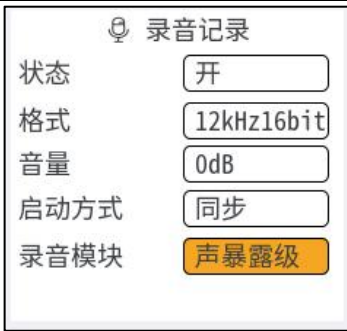 录音记录
状态 开
格式 12kHz16bit
音量 0dB
启动方式 同步
录音模块 声暴露级